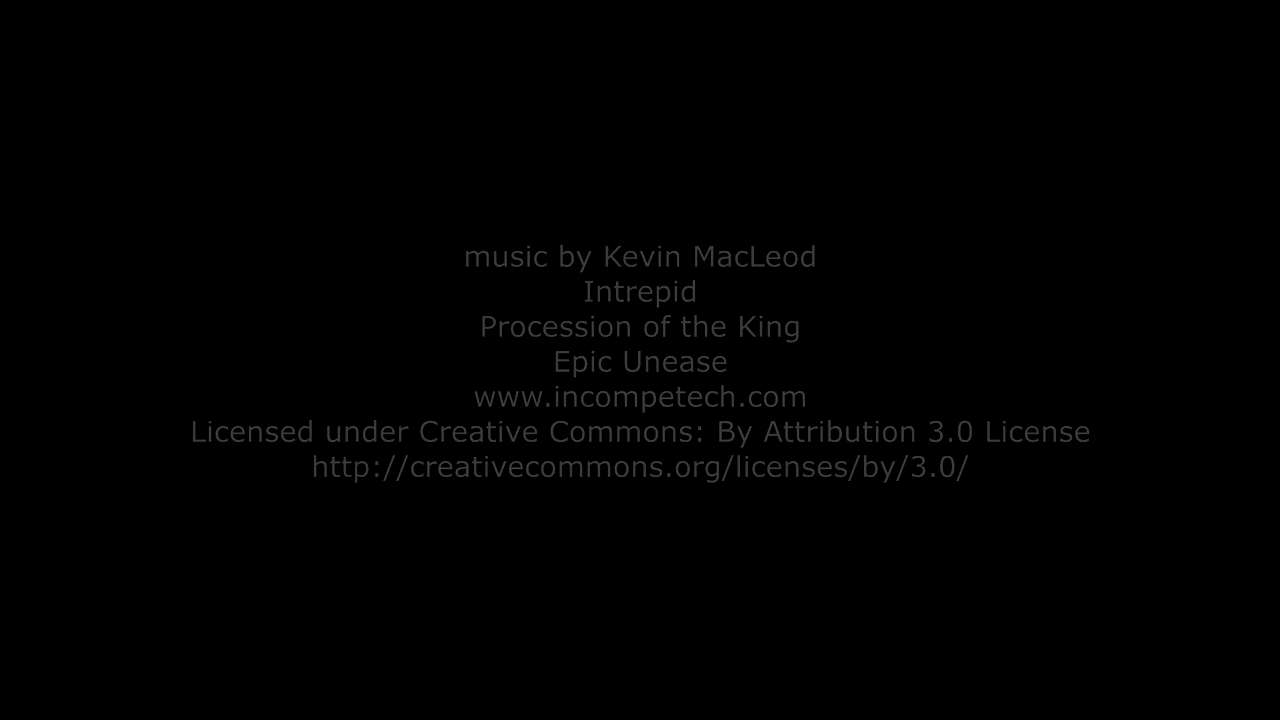 music by Kevin MacLeod
Intrepid
Procession of the King
Epic Unease
www.incompetech.com
Licensed under Creative Commons: By Attribution 3.0 License
http://creativecommons.org/licenses/by/3.0/